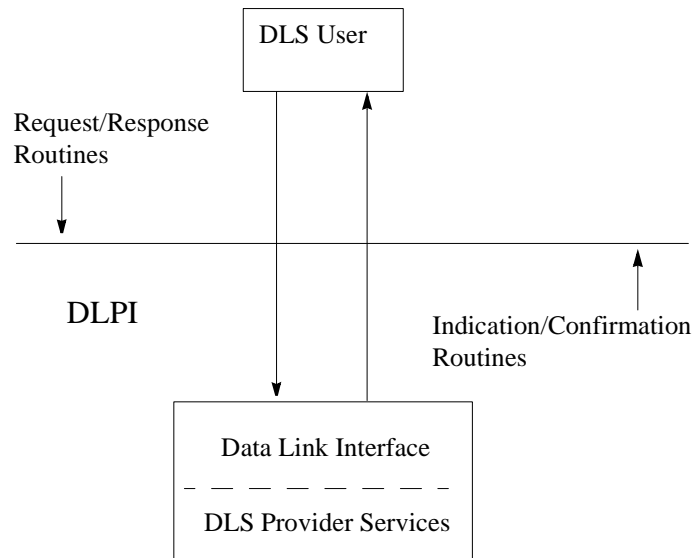 DLS User
Request/Response
Routines
DLPI
Indication/Confirmation
Routines
Data Link Interface
DLS Provider Services